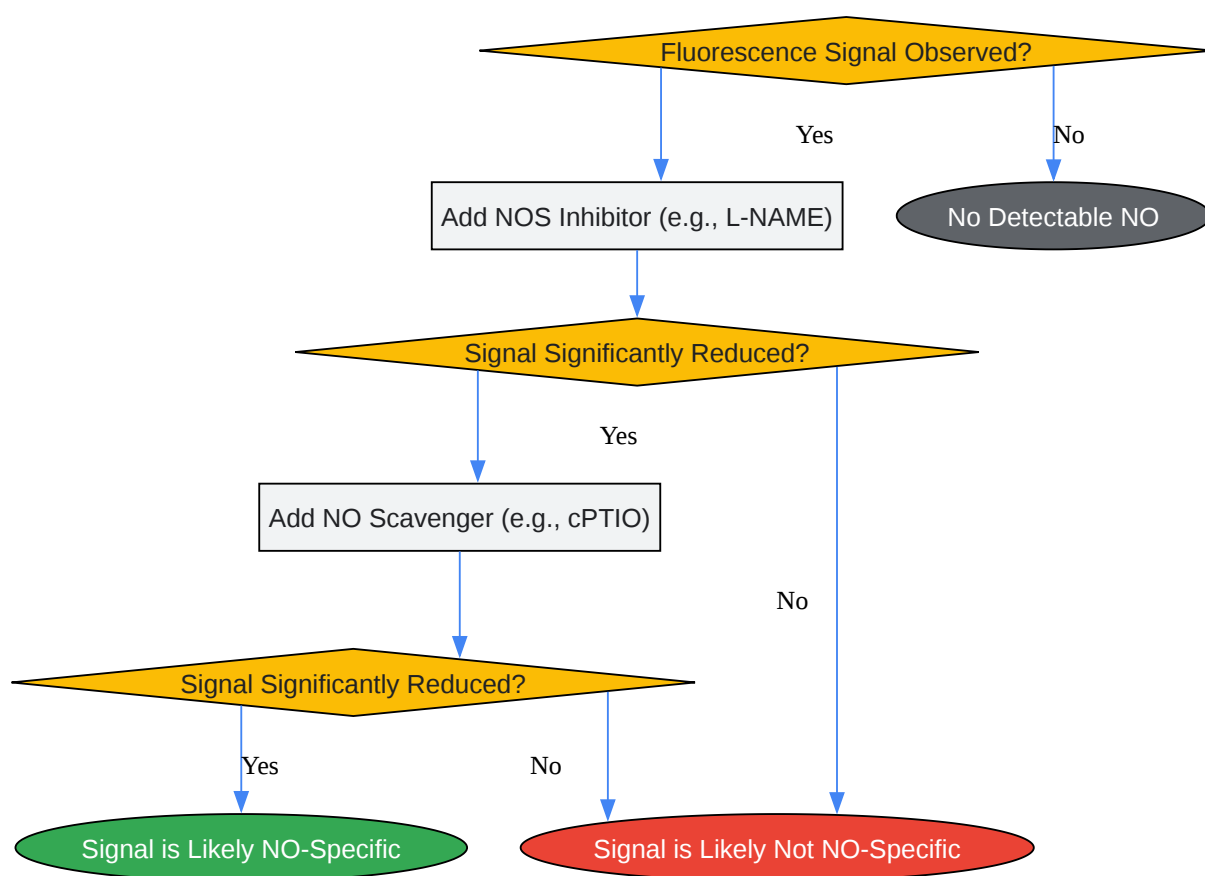 Fluorescence Signal Observed?
Yes
No
Add NOS Inhibitor (e.g., L-NAME)
No Detectable NO
Signal Significantly Reduced?
Yes
Add NO Scavenger (e.g., cPTIO)
No
Signal Significantly Reduced?
Yes
No
Signal is Likely NO-Specific
Signal is Likely Not NO-Specific